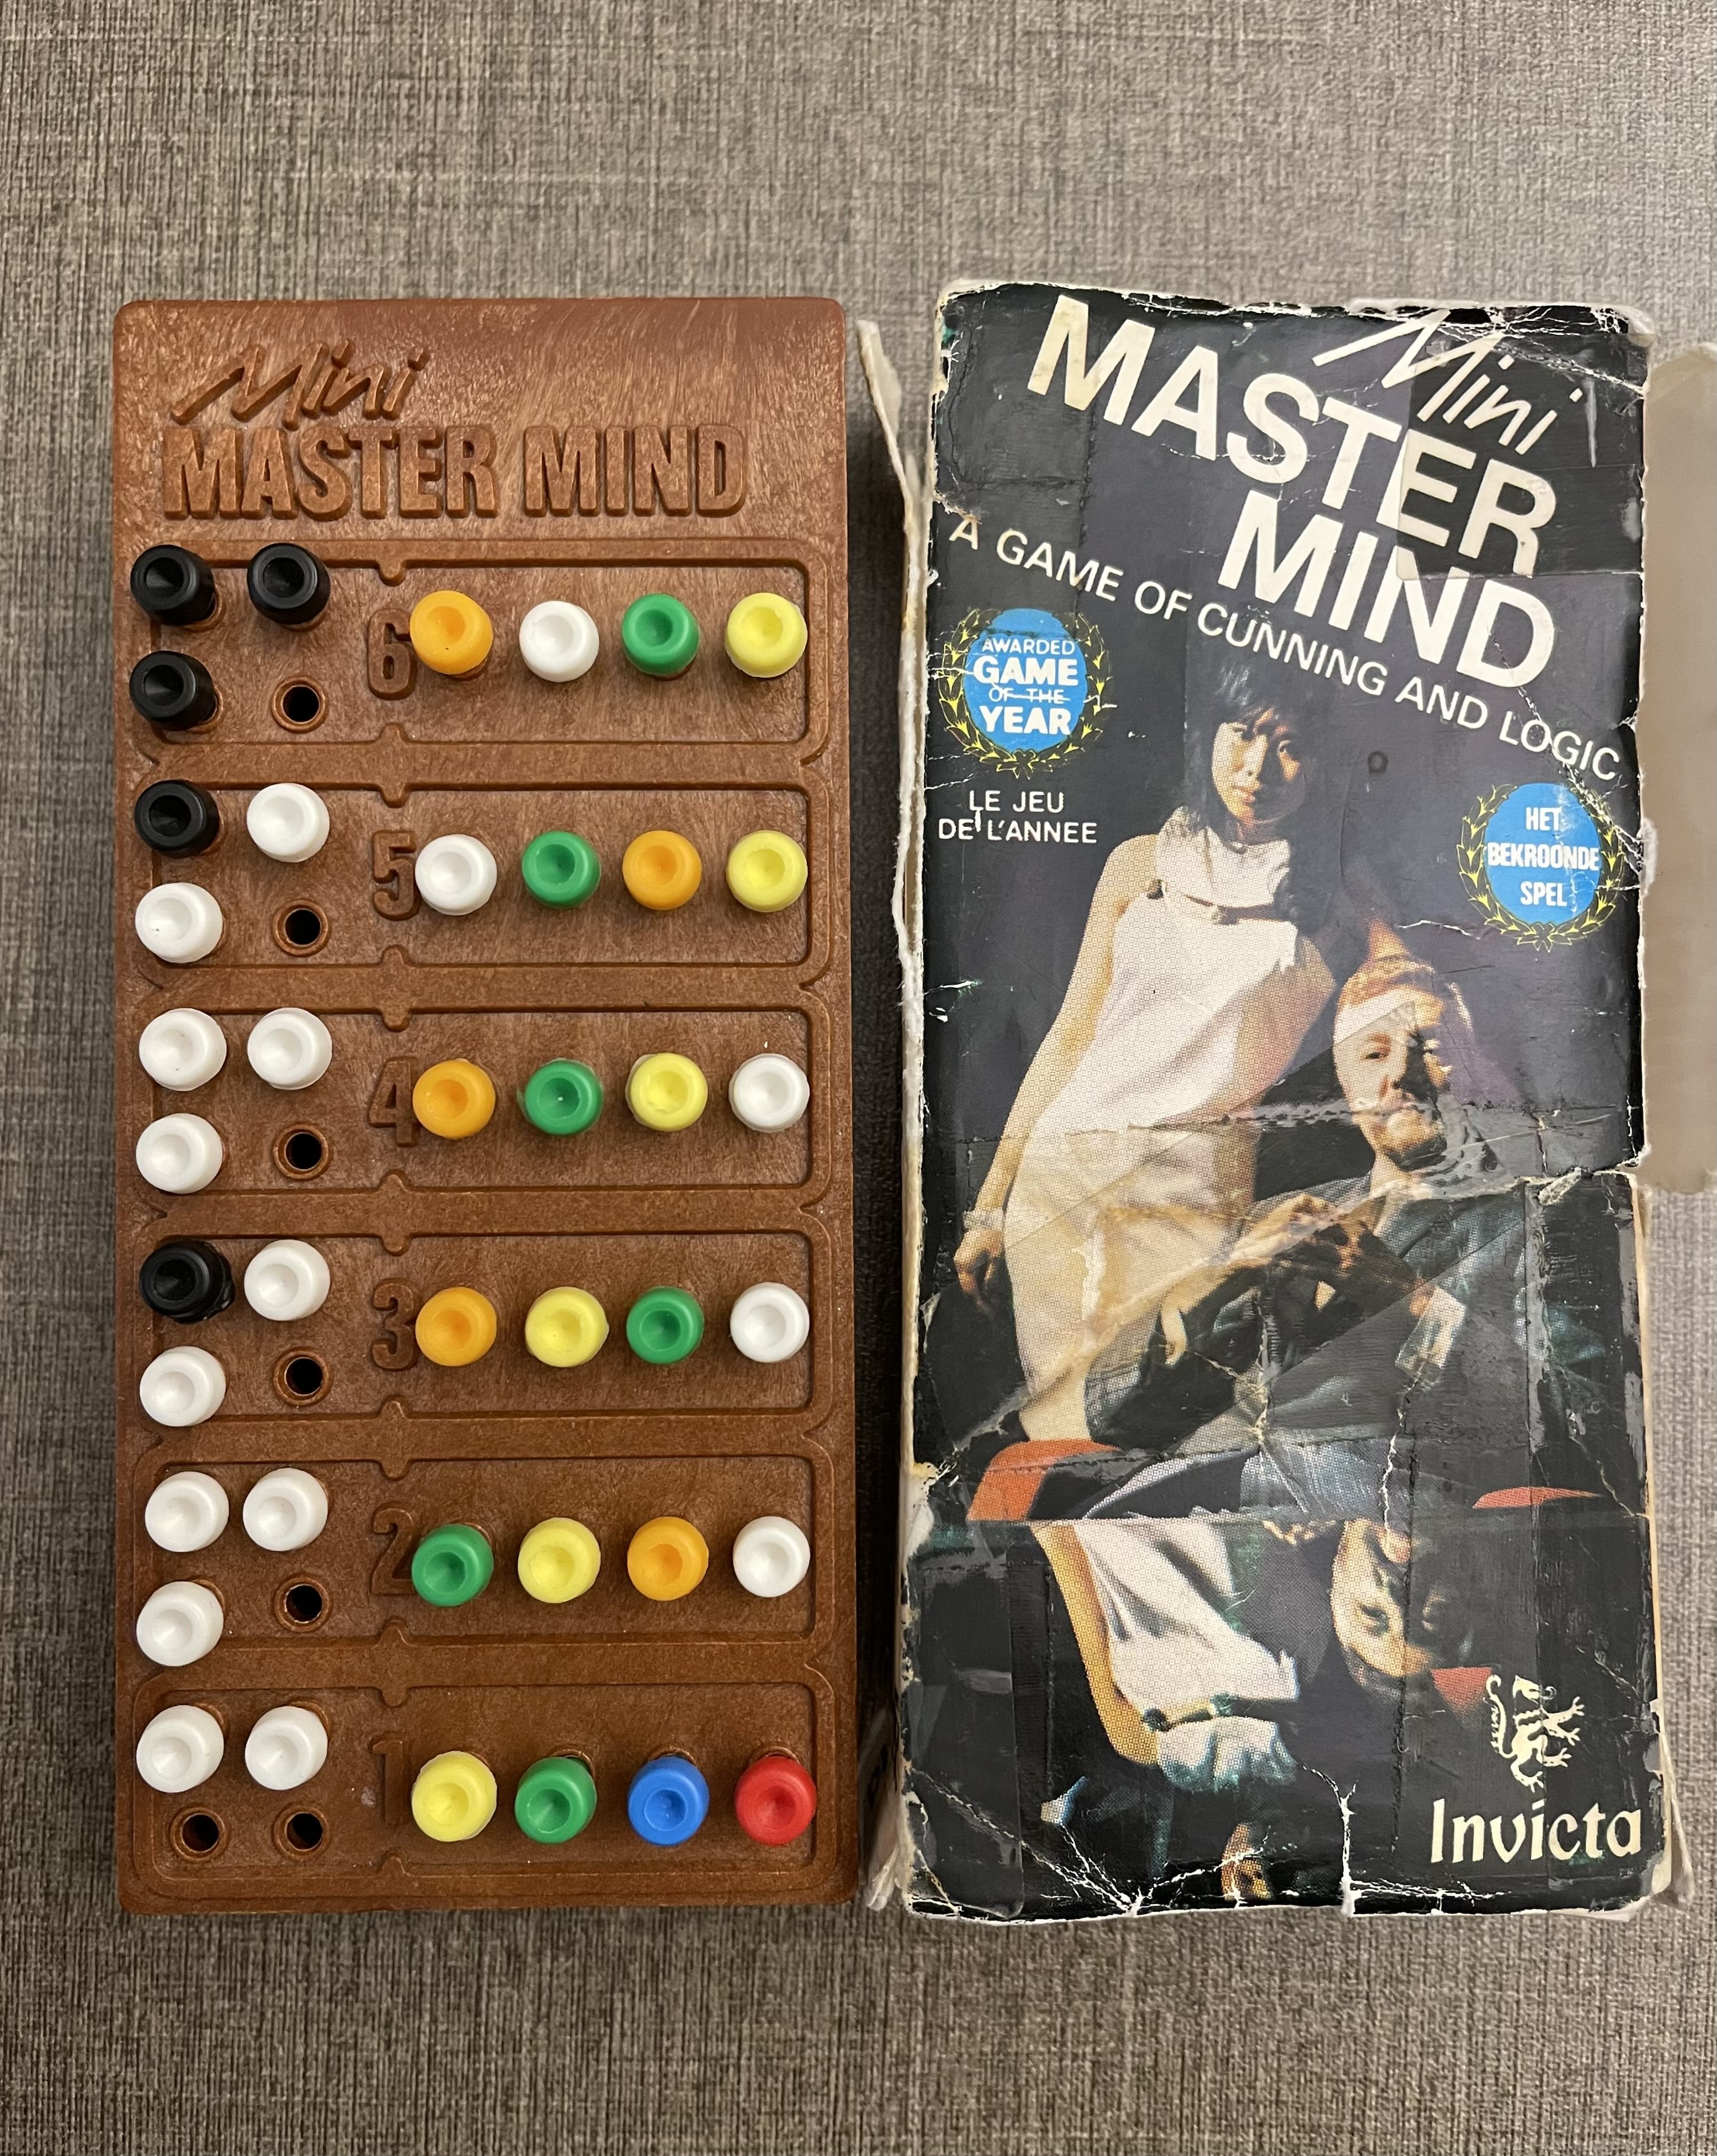 Mini
MASTER MIND
6
5
4
3
2
1
Mini
MASTER
MIND
A GAME OF CUNNING AND LOGIC
AWARDED
GAME
OF THE
YEAR
LE JEU
DE L'ANNEE
HET
BEKROONDE
SPEL
Invicta